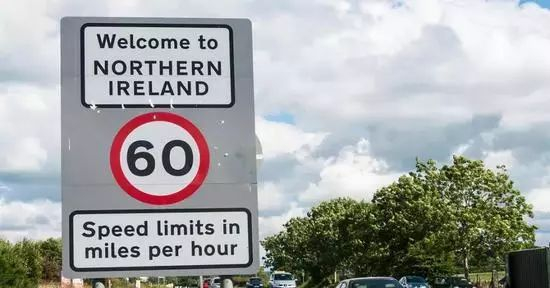 Welcome to
NORTHERN
IRELAND
60
Speed limits in
miles per hour